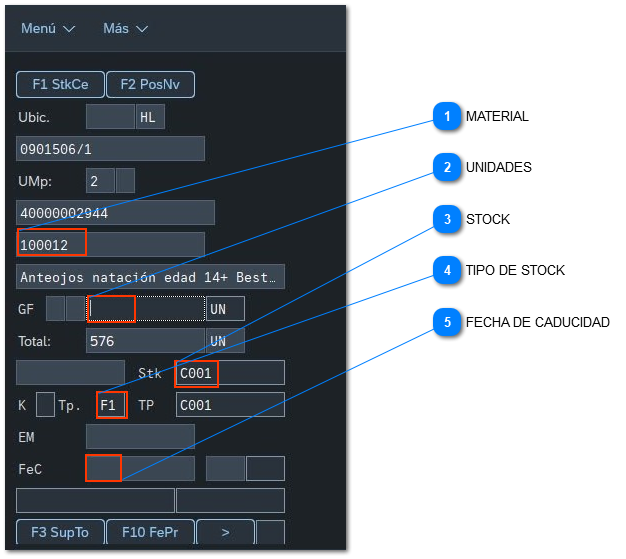 Menú Más
F1 StkCe F2 PosNv
Ubic. HL
0901506/1
UMp: 2
40000002944
100012
Anteojos natación edad 14+ Best…
GF UN
Total: 576 UN
Stk C001
K Tp. F1 TP C001
EM
FeC
F3 SupTo F10 FePr >
1 MATERIAL
2 UNIDADES
3 STOCK
4 TIPO DE STOCK
5 FECHA DE CADUCIDAD